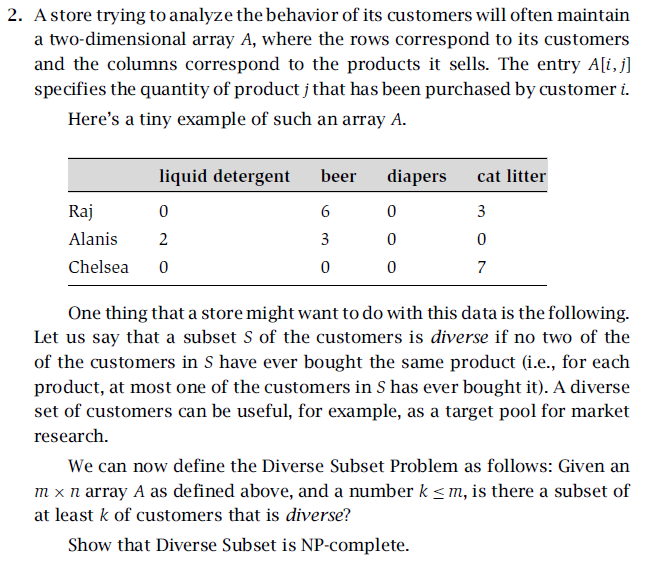 2. A store trying to analyze the behavior of its customers will often maintain
a two-dimensional array A, where the rows correspond to its customers
and the columns correspond to the products it sells. The entry A[i, j]
specifies the quantity of product j that has been purchased by customer i.
Here's a tiny example of such an array A.
liquid detergent beer diapers cat litter
Raj 0 6 0 3
Alanis 2 3 0 0
Chelsea 0 0 0 7
One thing that a store might want to do with this data is the following.
Let us say that a subset S of the customers is diverse if no two of the
of the customers in S have ever bought the same product (i.e., for each
product, at most one of the customers in S has ever bought it). A diverse
set of customers can be useful, for example, as a target pool for market
research.
We can now define the Diverse Subset Problem as follows: Given an
m × n array A as defined above, and a number k ≤ m, is there a subset of
at least k of customers that is diverse?
Show that Diverse Subset is NP-complete.